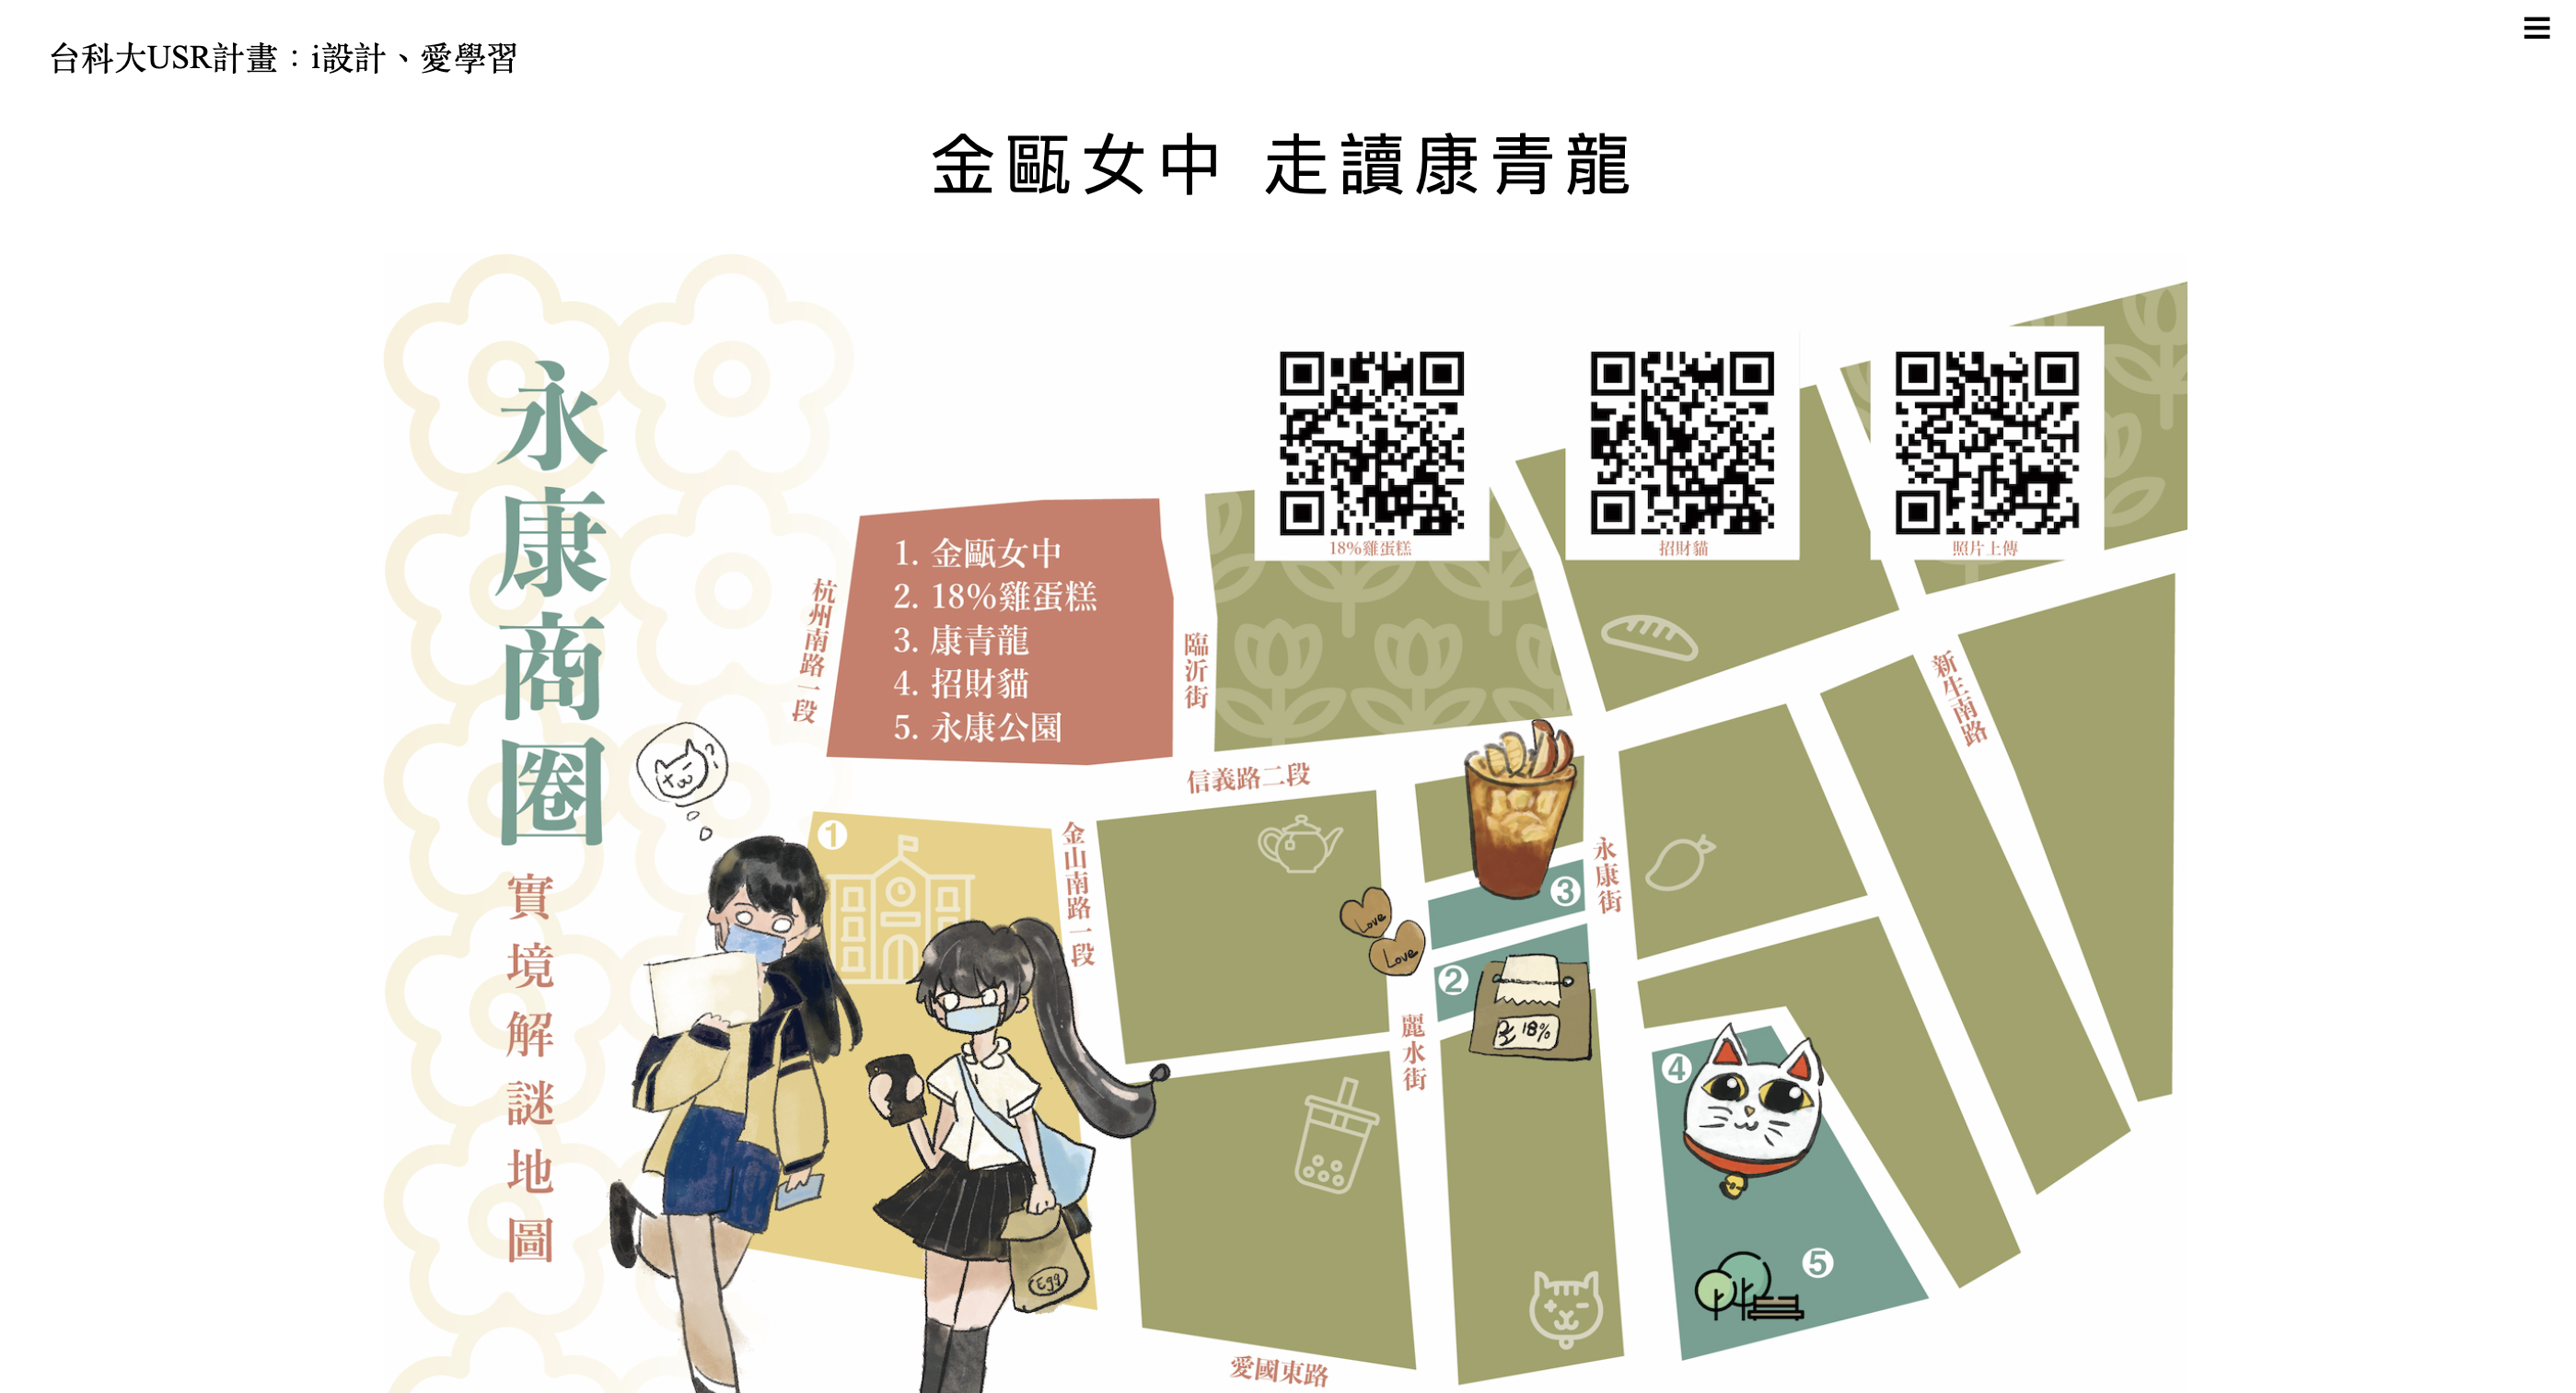 台科大USR計畫：i設計、愛學習
金甌女中 走讀康青龍
永康商圈
實境解謎地圖
18%雞蛋糕
招財貓
照片上傳
1. 金甌女中
2. 18%雞蛋糕
3. 康青龍
4. 招財貓
5. 永康公園
杭州南路一段
臨沂街
信義路二段
新生南路
金山南路一段
永康街
麗水街
愛國東路
1
3
2
4
5
Love
Love
18%
Egg